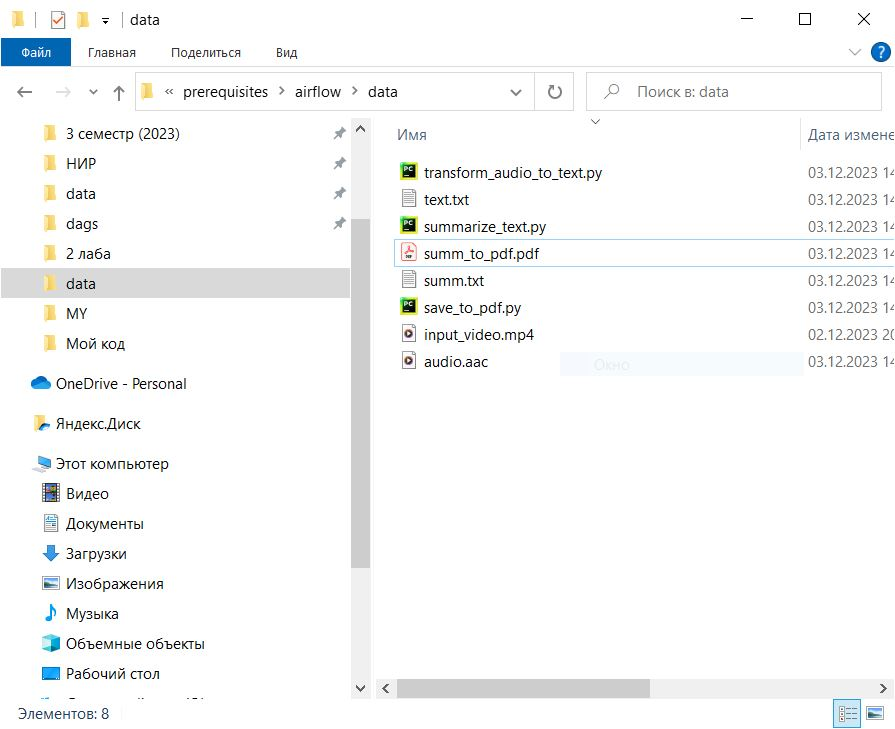 data
Файл Главная Поделиться Вид
« prerequisites > airflow > data Поиск в: data
3 семестр (2023)
НИР
data
dags
2 лаба
data
MY
Мой код
OneDrive - Personal
Яндекс.Диск
Этот компьютер
Видео
Документы
Загрузки
Изображения
Музыка
Объемные объекты
Рабочий стол
Имя Дата измене
transform_audio_to_text.py 03.12.2023 14
text.txt 03.12.2023 14
summarize_text.py 03.12.2023 14
summ_to_pdf.pdf 03.12.2023 14
summ.txt 03.12.2023 14
save_to_pdf.py 03.12.2023 14
input_video.mp4 02.12.2023 20
audio.aac 03.12.2023 14
Окно
Элементов: 8